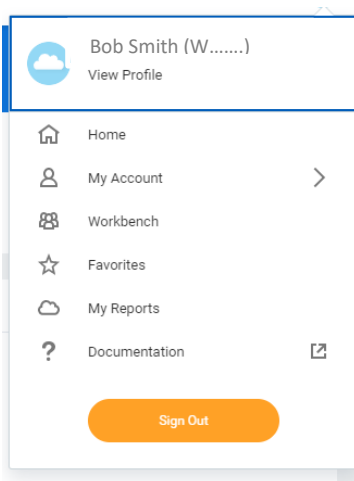 Bob Smith (W.......)
View Profile
Home
My Account
Workbench
Favorites
My Reports
Documentation
Sign Out